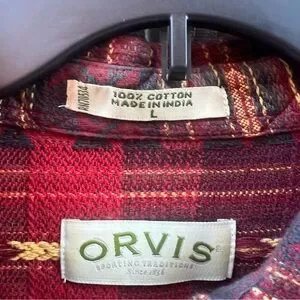 100% COTTON
MADE IN INDIA
L
ORVIS
SPORTING TRADITIONS
Since 1856